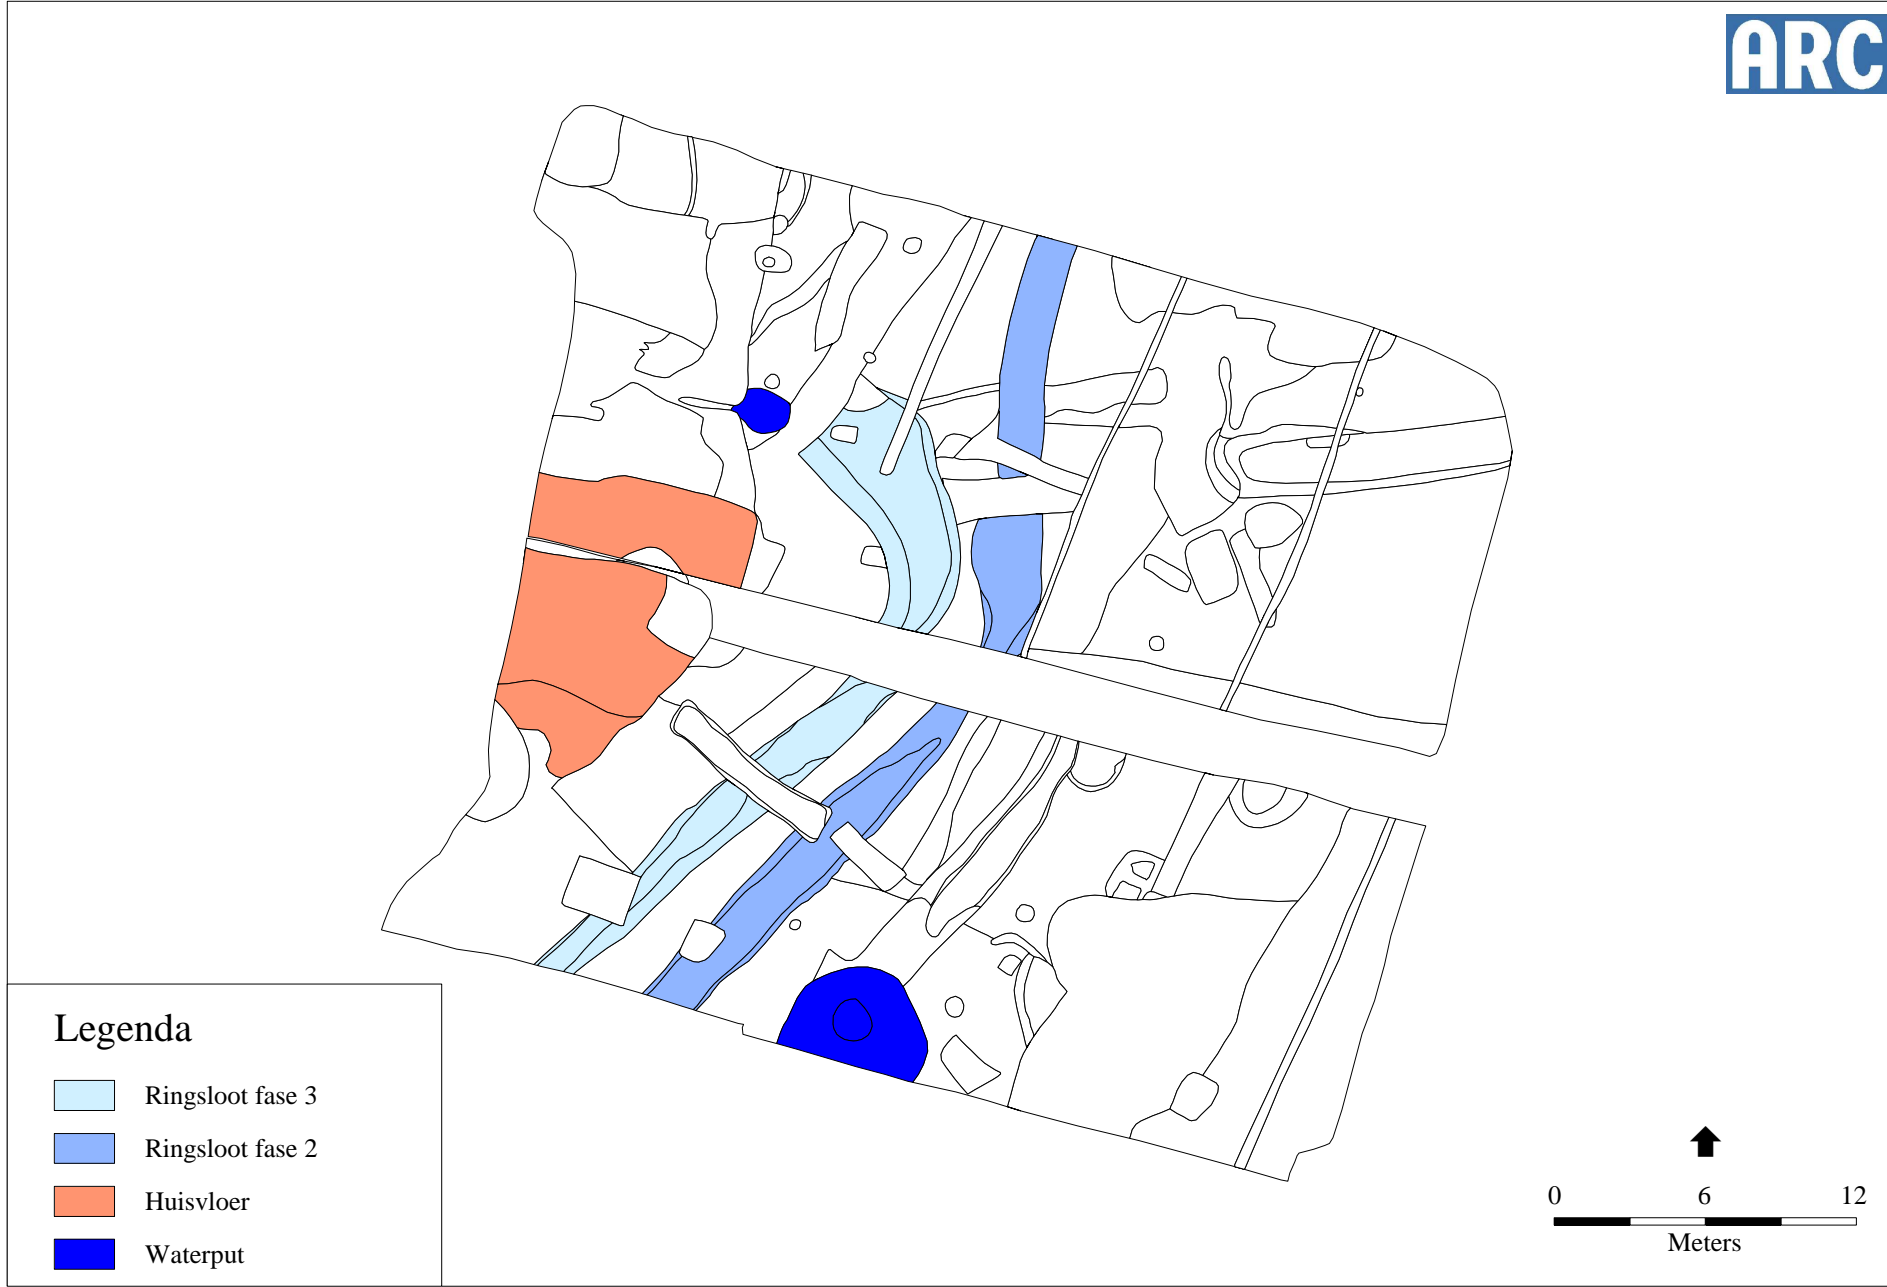 ARC
Legenda
Ringsloot fase 3
Ringsloot fase 2
Huisvloer
Waterput
0 6 12
Meters